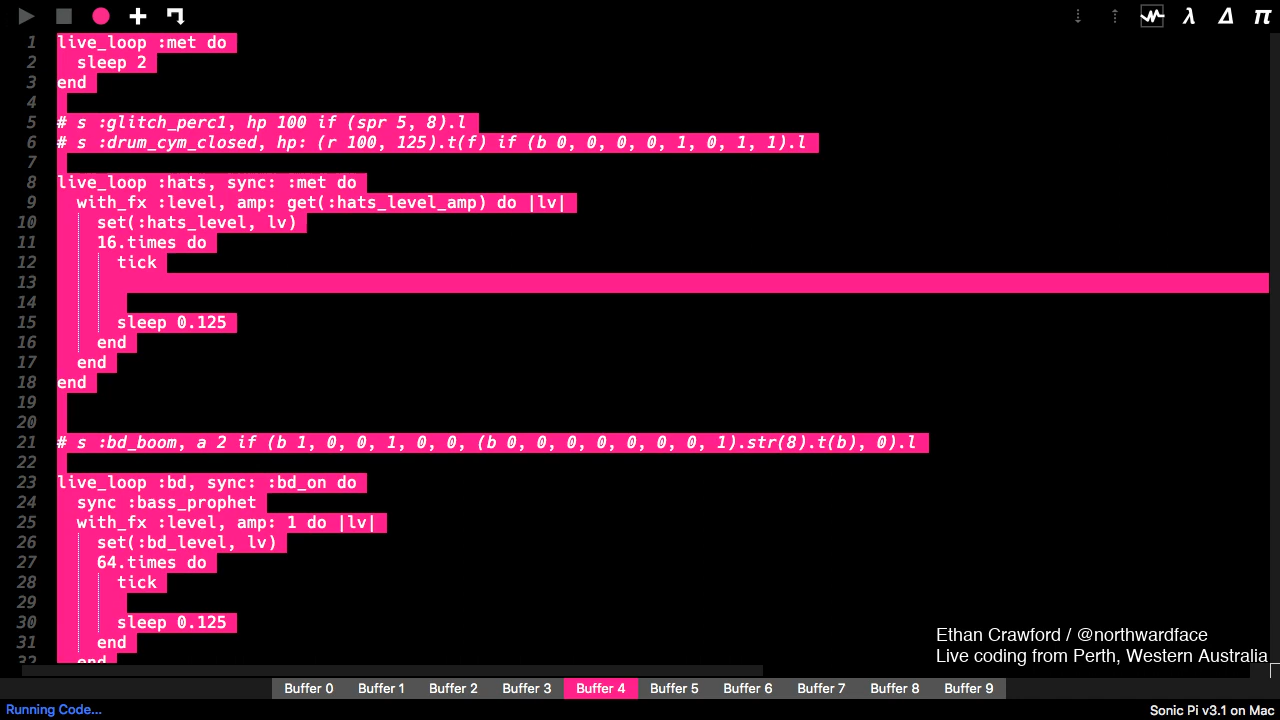 λ Δ π
1 live_loop :met do
2 sleep 2
3 end
4
5 # s :glitch_perc1, hp 100 if (spr 5, 8).l
6 # s :drum_cym_closed, hp: (r 100, 125).t(f) if (b 0, 0, 0, 0, 1, 0, 1, 1).l
7
8 live_loop :hats, sync: :met do
9 with_fx :level, amp: get(:hats_level_amp) do |lv|
10 set(:hats_level, lv)
11 16.times do
12 tick
13
14
15 sleep 0.125
16 end
17 end
18 end
19
20
21 # s :bd_boom, a 2 if (b 1, 0, 0, 1, 0, 0, (b 0, 0, 0, 0, 0, 0, 0, 1).str(8).t(b), 0).l
22
23 live_loop :bd, sync: :bd_on do
24 sync :bass_prophet
25 with_fx :level, amp: 1 do |lv|
26 set(:bd_level, lv)
27 64.times do
28 tick
29
30 sleep 0.125
31 end
32 end
Ethan Crawford / @northwardface
Live coding from Perth, Western Australia
Buffer 0 Buffer 1 Buffer 2 Buffer 3 Buffer 4 Buffer 5 Buffer 6 Buffer 7 Buffer 8 Buffer 9
Running Code...
Sonic Pi v3.1 on Mac